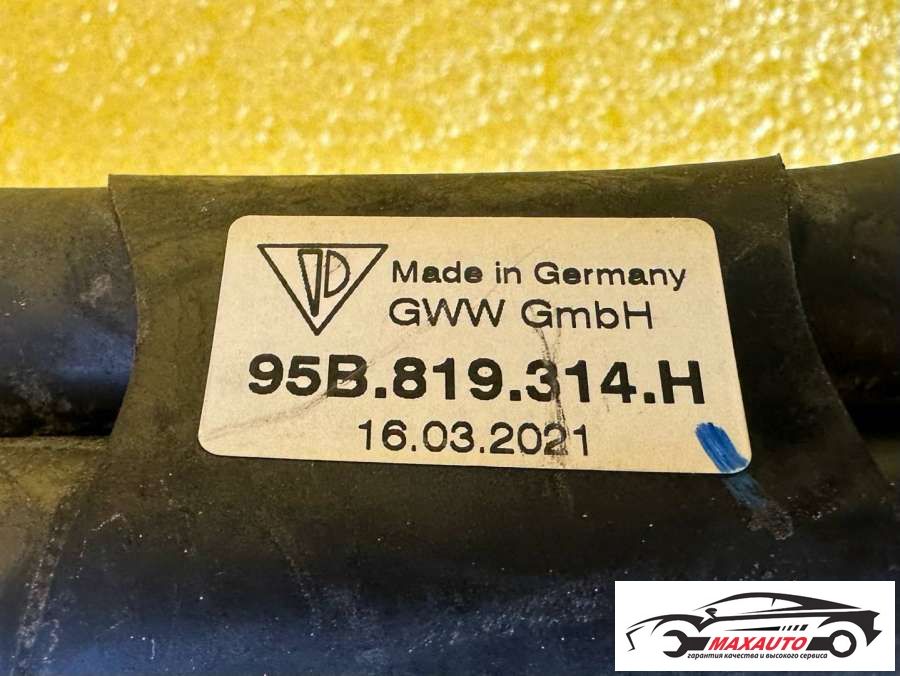 Made in Germany
GWW GmbH
95B.819.314.H
16.03.2021
MAXAUTO
гарантия качества и высокого сервиса